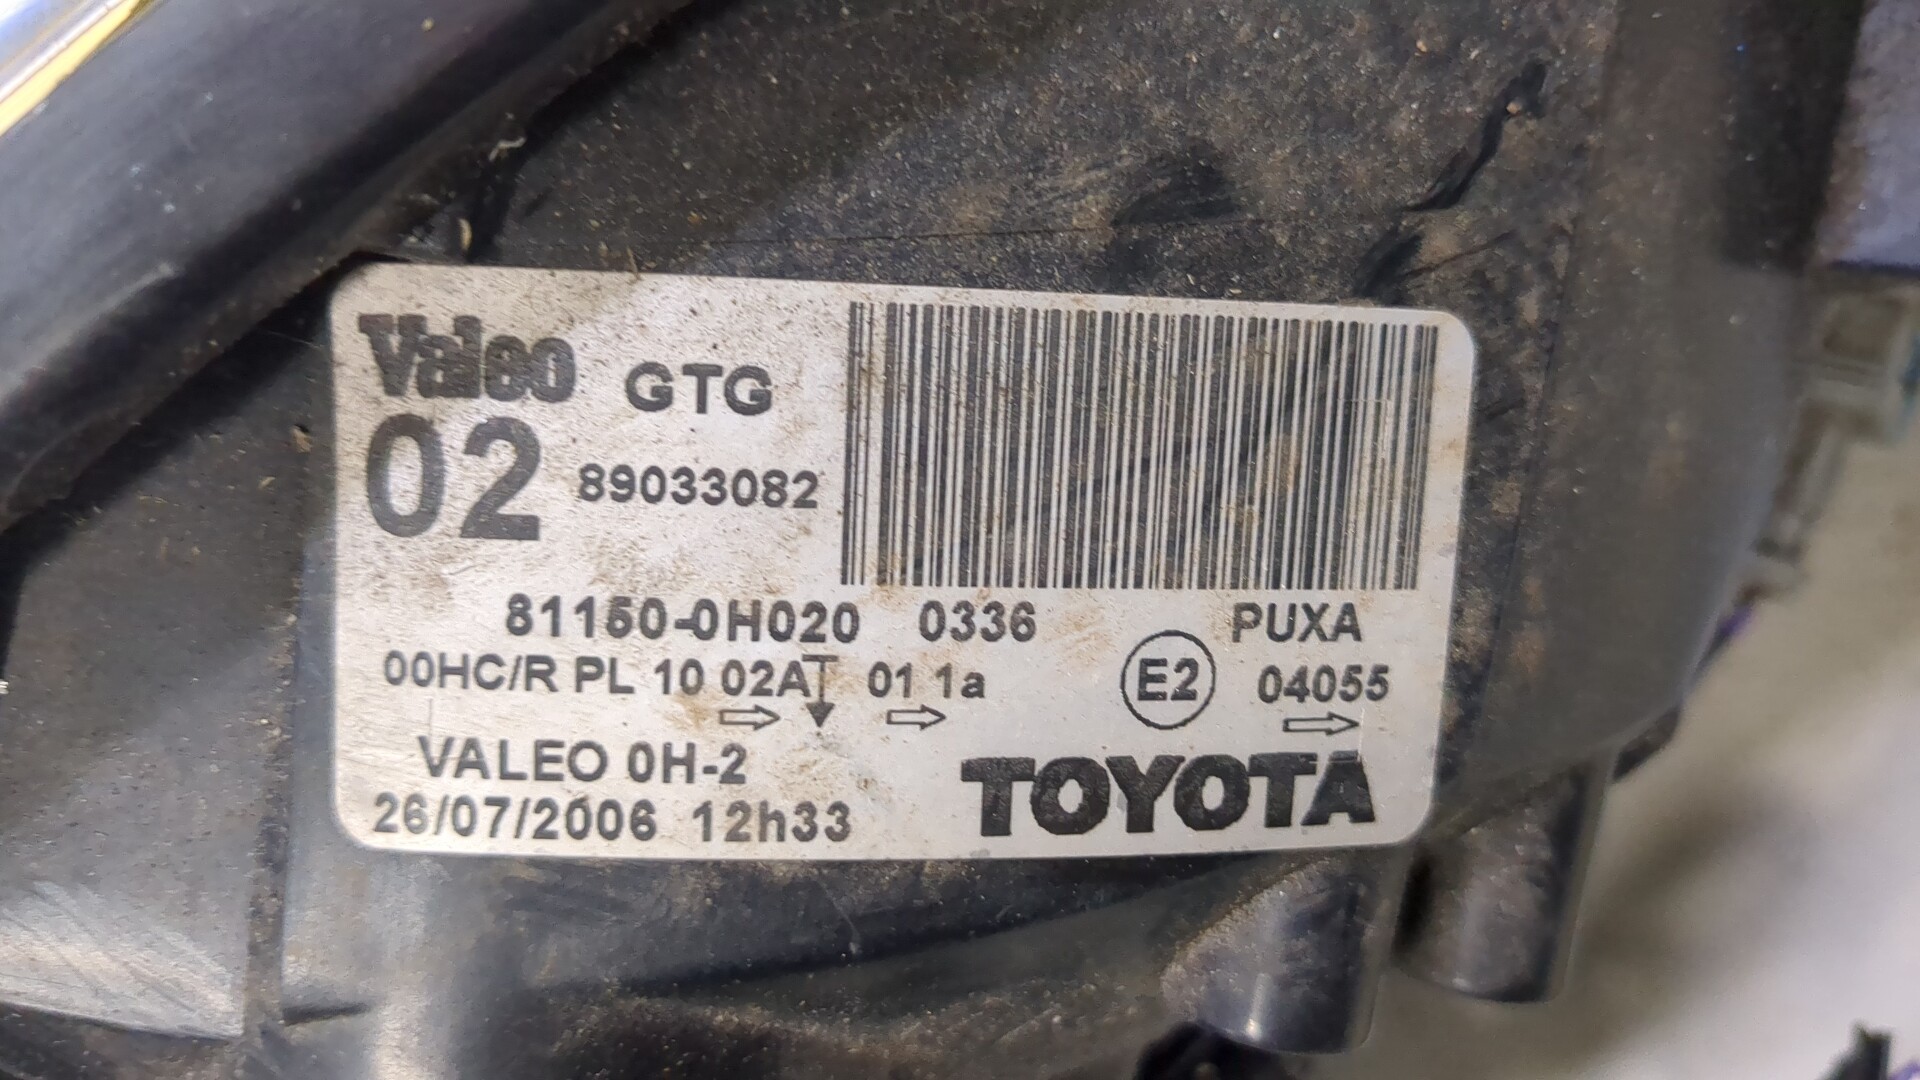 Valeo GTG
02 89033082
81150-0H020 0336 PUXA
00HC/R PL 10 02AT 01 1a E2 04055
VALEO 0H-2
26/07/2006 12h33 TOYOTA